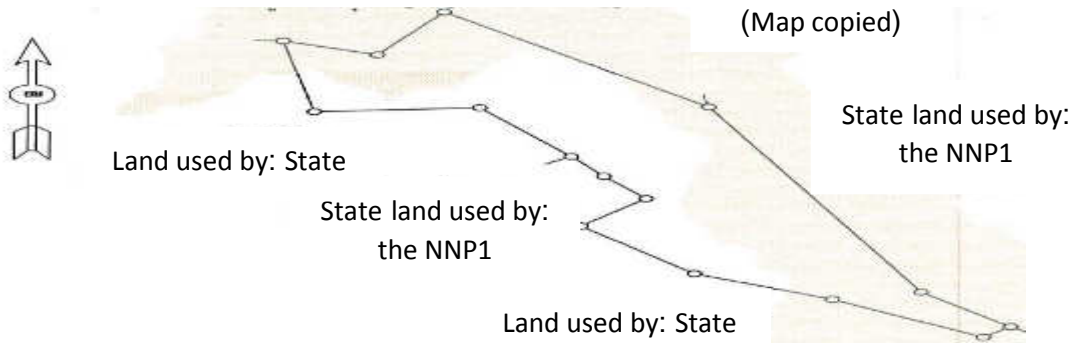 (Map copied)
State land used by:
the NNP1
Land used by: State
State land used by:
the NNP1
Land used by: State